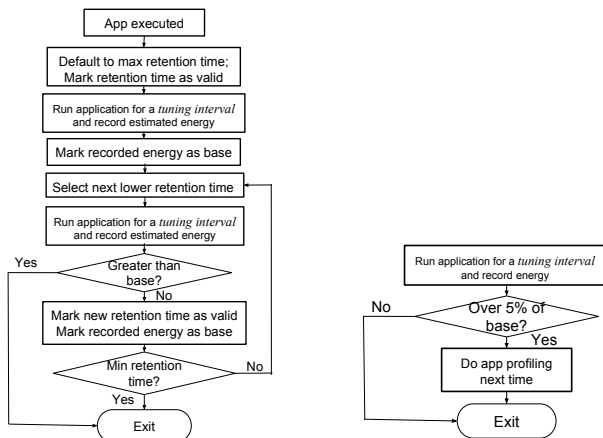 App executed
Default to max retention time;
Mark retention time as valid
Run application for a tuning interval
and record estimated energy
Mark recorded energy as base
Select next lower retention time
Run application for a tuning interval
and record estimated energy
Yes
Greater than
base?
No
Mark new retention time as valid
Mark recorded energy as base
Min retention
time?
No
Yes
Exit
Run application for a tuning interval
and record energy
No
Over 5% of
base?
Yes
Do app profiling
next time
Exit